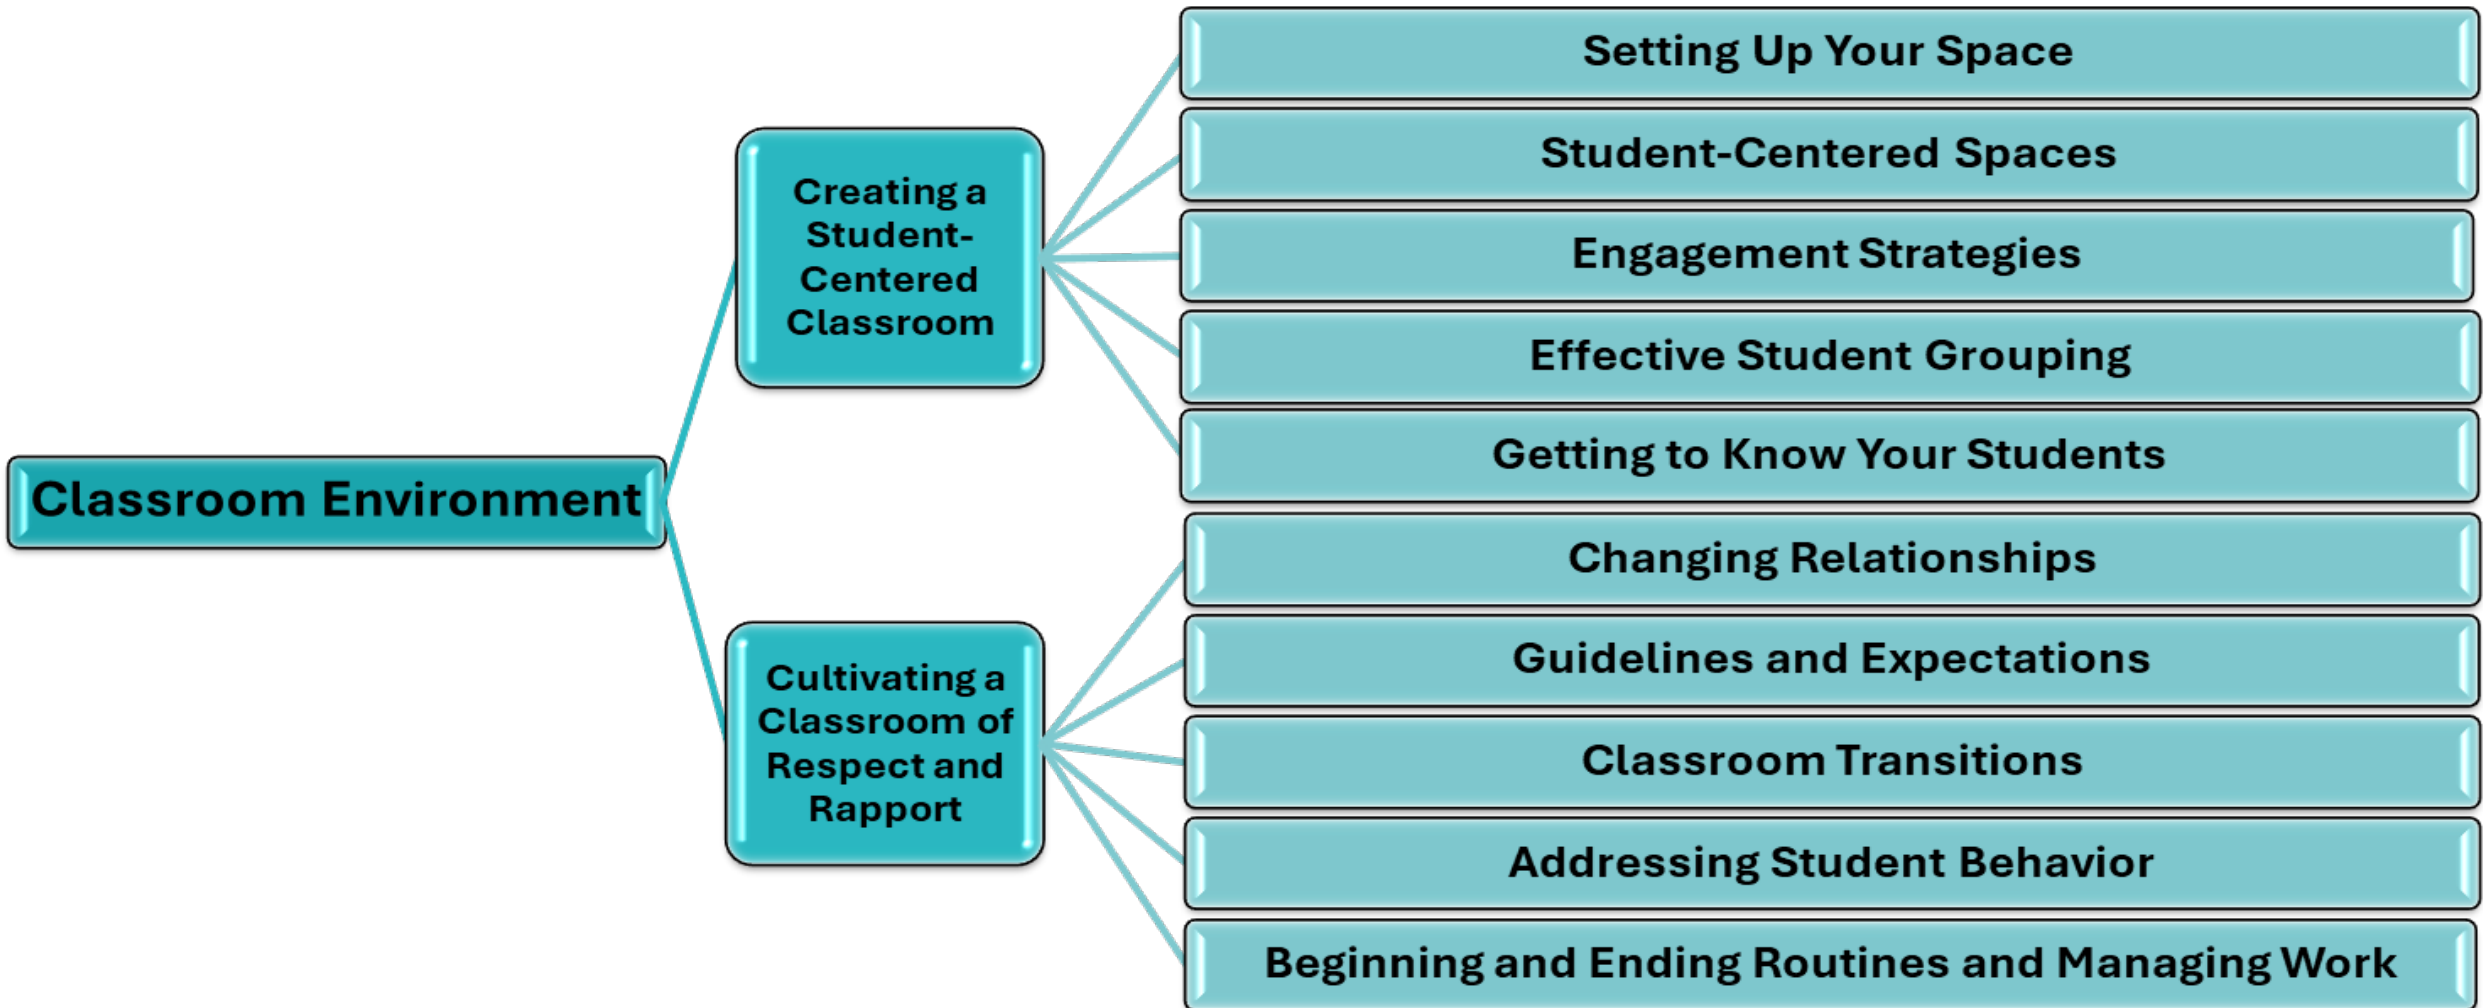 Classroom Environment
Creating a
Student-
Centered
Classroom
Setting Up Your Space
Student-Centered Spaces
Engagement Strategies
Effective Student Grouping
Getting to Know Your Students
Cultivating a
Classroom of
Respect and
Rapport
Changing Relationships
Guidelines and Expectations
Classroom Transitions
Addressing Student Behavior
Beginning and Ending Routines and Managing Work